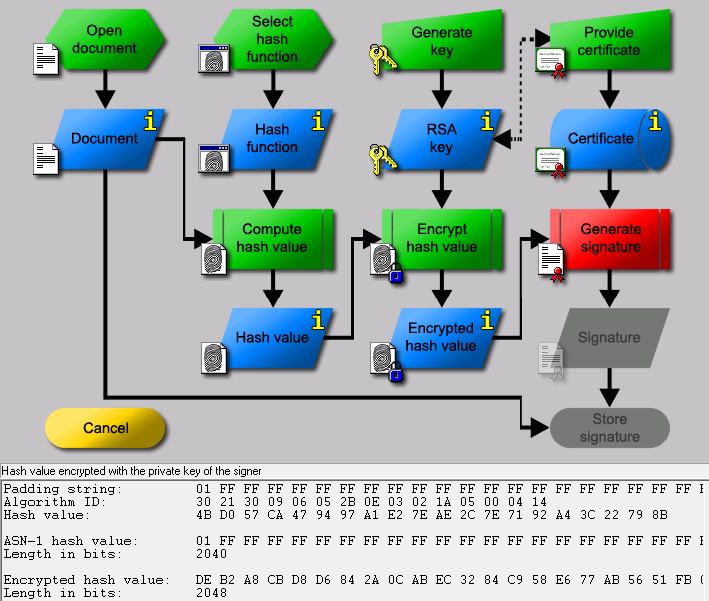 Open
document
Select
hash
function
Generate
key
Provide
certificate
Document
i
Hash
function
i
RSA
key
i
Certificate
i
Compute
hash value
Encrypt
hash value
Generate
signature
Hash value
i
Encrypted
hash value
i
Signature
Cancel
Store
signature
Hash value encrypted with the private key of the signer
Padding string: 01 FF FF FF FF FF FF FF FF FF FF FF FF FF FF FF FF FF FF FF FF
Algorithm ID: 30 21 30 09 06 05 2B 0E 03 02 1A 05 00 04 14
Hash value: 4B D0 57 CA 47 94 97 A1 E2 7E AE 2C 7E 71 92 A4 3C 22 79 8B
ASN-1 hash value: 01 FF FF FF FF FF FF FF FF FF FF FF FF FF FF FF FF FF FF FF FF
Length in bits: 2040
Encrypted hash value: DE B2 A8 CB D8 D6 84 2A 0C AB EC 32 84 C9 58 E6 77 AB 56 51 FB
Length in bits: 2048